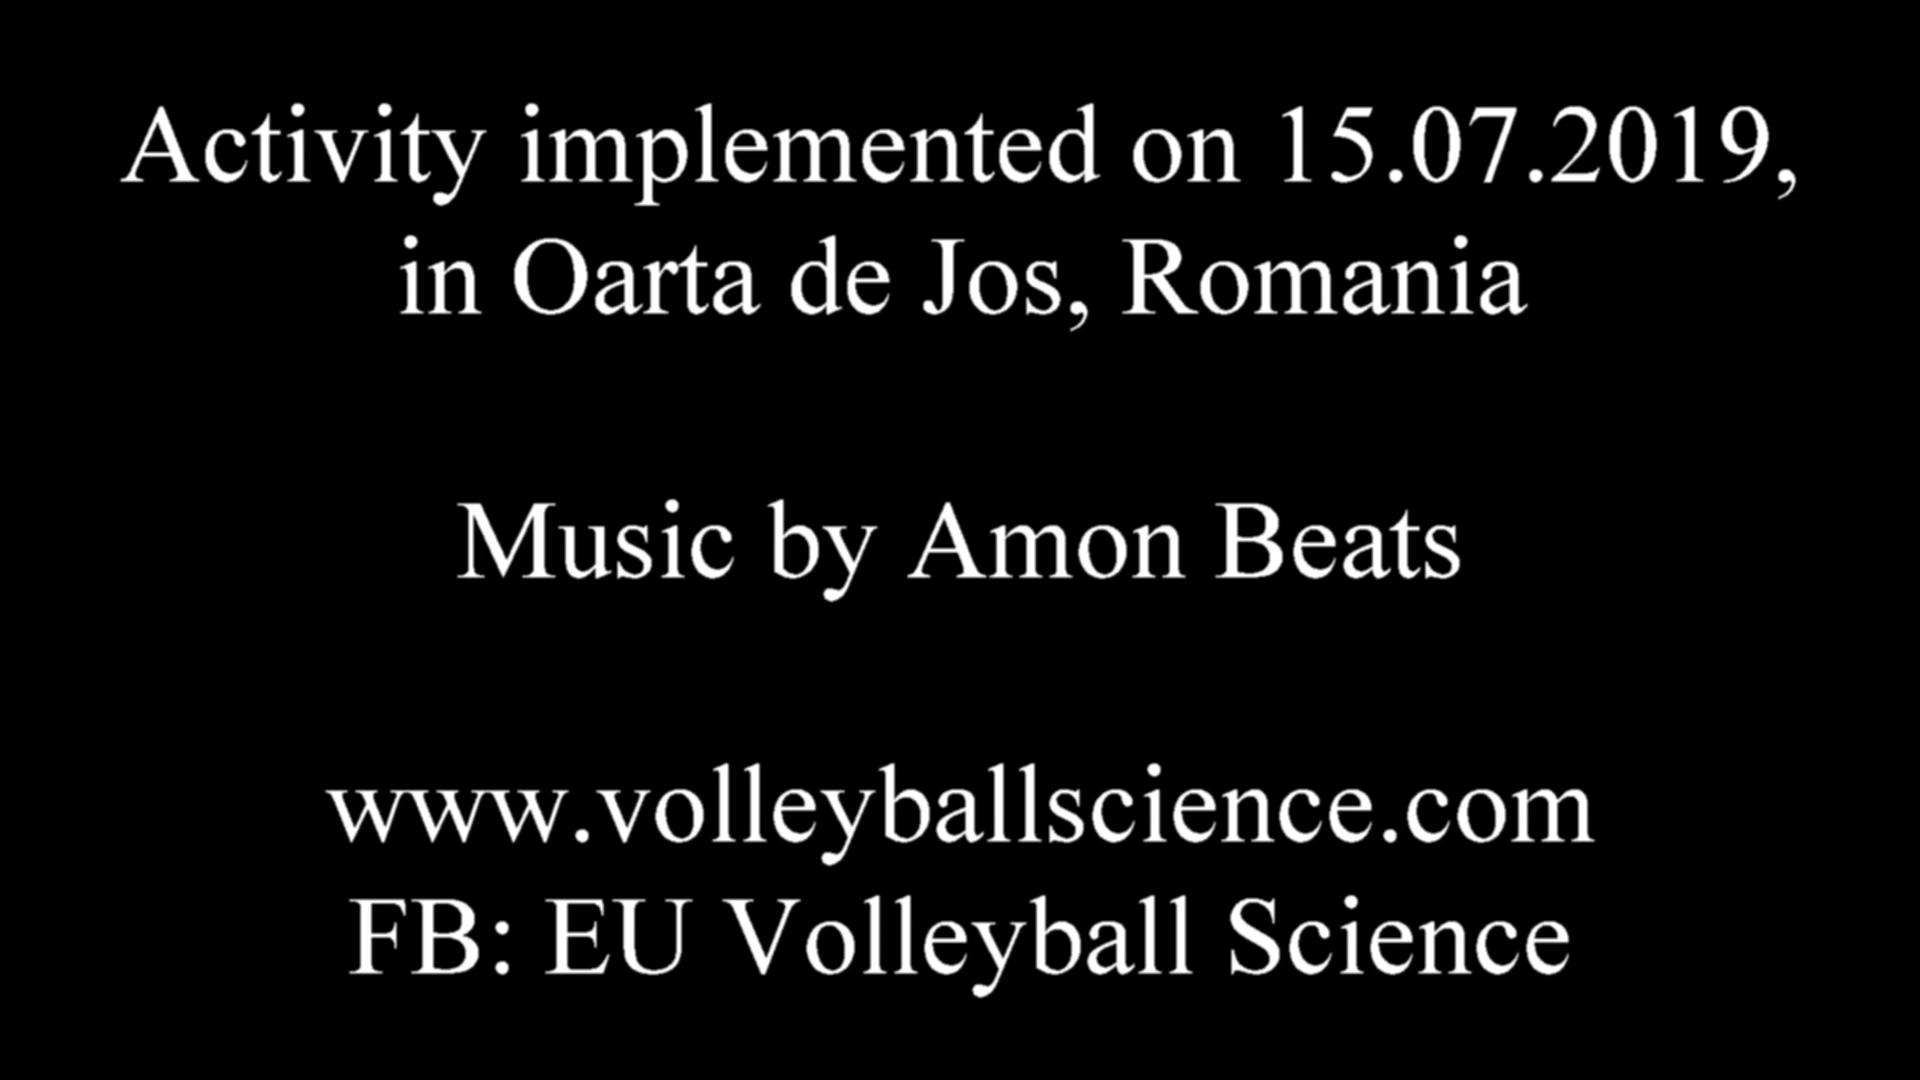 Activity implemented on 15.07.2019,
in Oarta de Jos, Romania
Music by Amon Beats
www.volleyballscience.com
FB: EU Volleyball Science